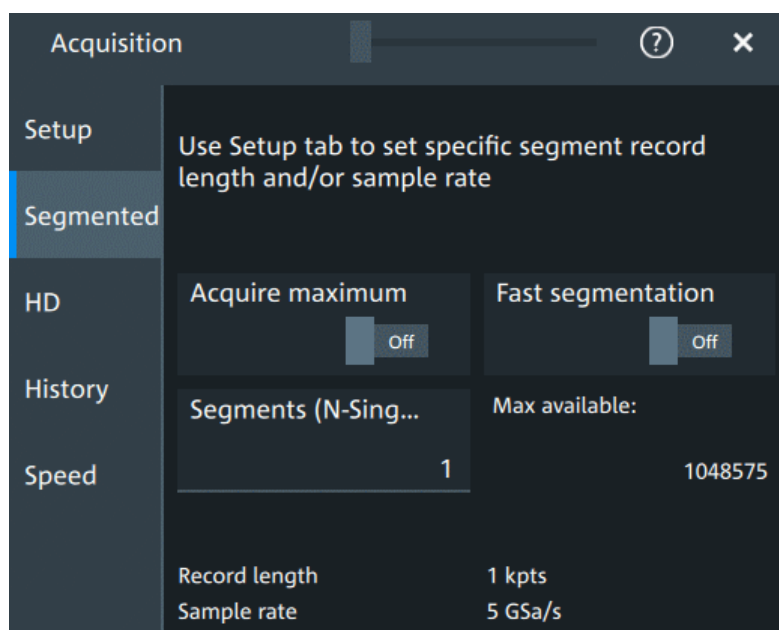 Acquisition
?
Setup
Segmented
HD
History
Speed
Use Setup tab to set specific segment record
length and/or sample rate
Acquire maximum
Off
Fast segmentation
Off
Segments (N-Sing...
1
Max available:
1048575
Record length 1 kpts
Sample rate 5 GSa/s